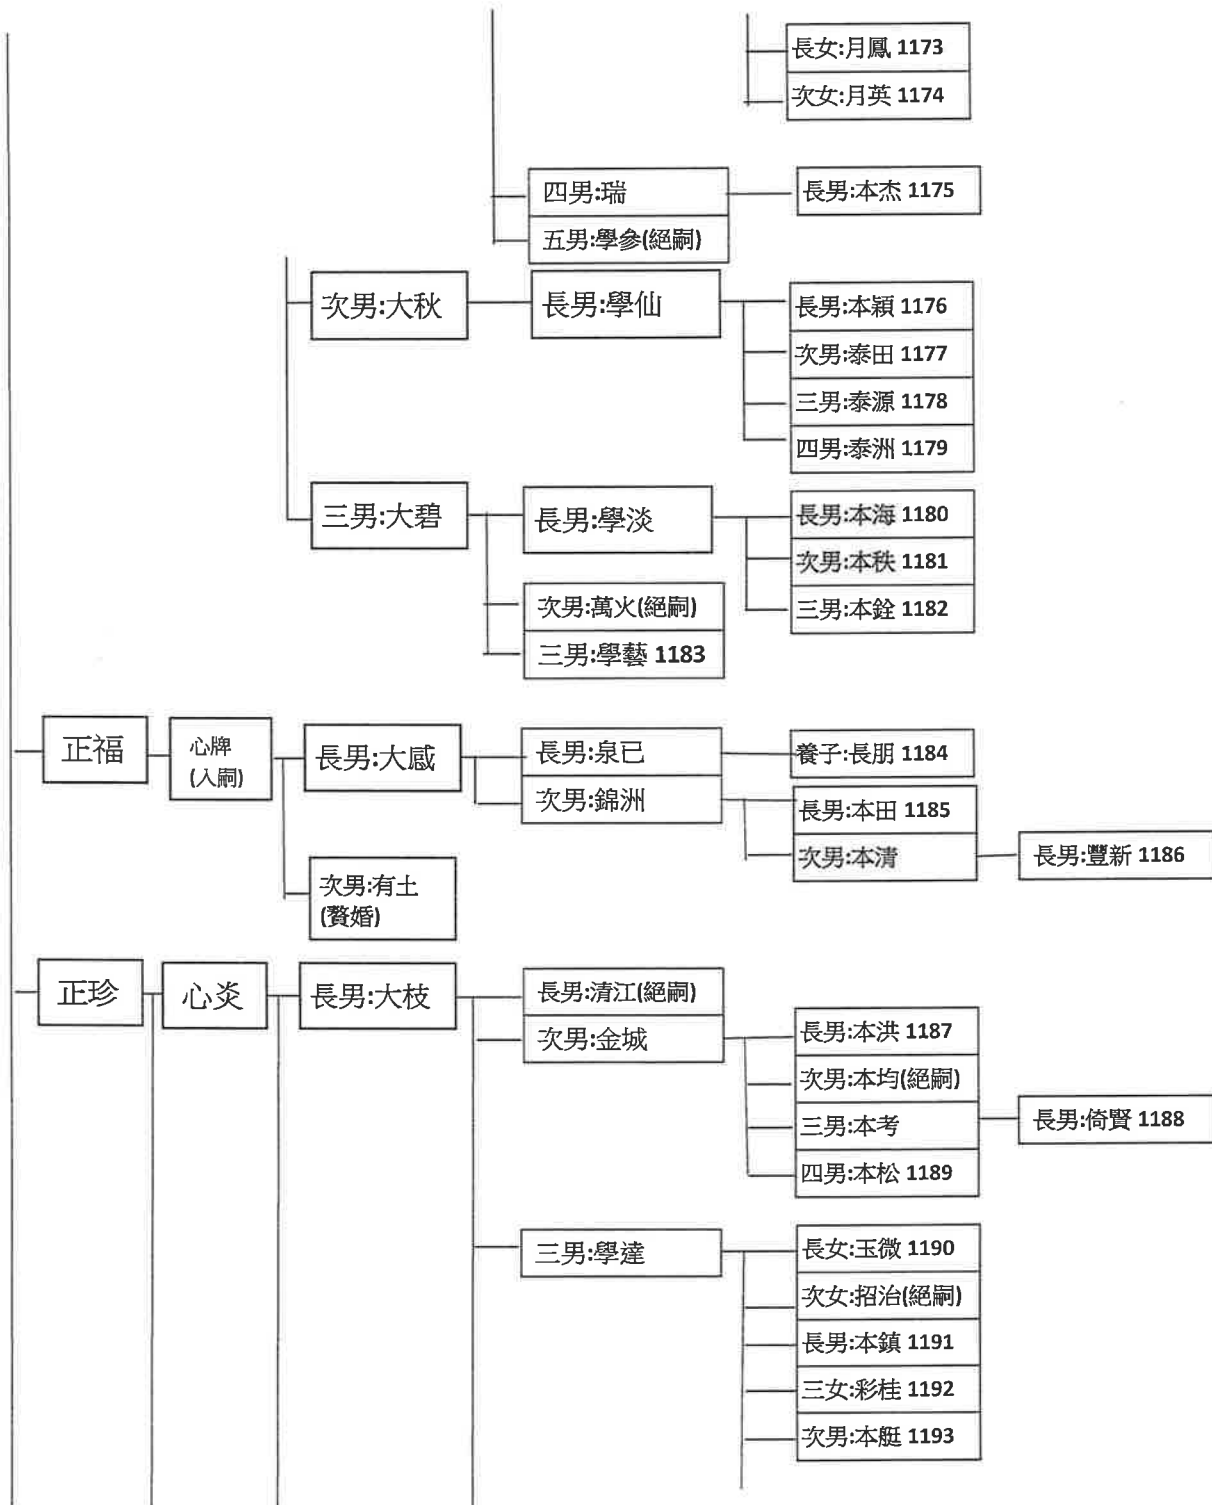 長女:月鳳 1173
次女:月英 1174
四男:瑞
長男:本杰 1175
五男:學參(絕嗣)
次男:大秋
長男:學仙
長男:本穎 1176
次男:泰田 1177
三男:泰源 1178
四男:泰洲 1179
三男:大碧
長男:學淡
長男:本海 1180
次男:本秩 1181
三男:本銓 1182
次男:萬火(絕嗣)
三男:學藝 1183
正福
心牌
(入嗣)
長男:大感
長男:泉已
養子:長朋 1184
次男:錦洲
長男:本田 1185
次男:本清
長男:豐新 1186
次男:有土
(贅婚)
正珍
心炎
長男:大枝
長男:清江(絕嗣)
次男:金城
長男:本洪 1187
次男:本均(絕嗣)
三男:本考
長男:倚賢 1188
四男:本松 1189
三男:學達
長女:玉微 1190
次女:招治(絕嗣)
長男:本鎮 1191
三女:彩桂 1192
次男:本艇 1193